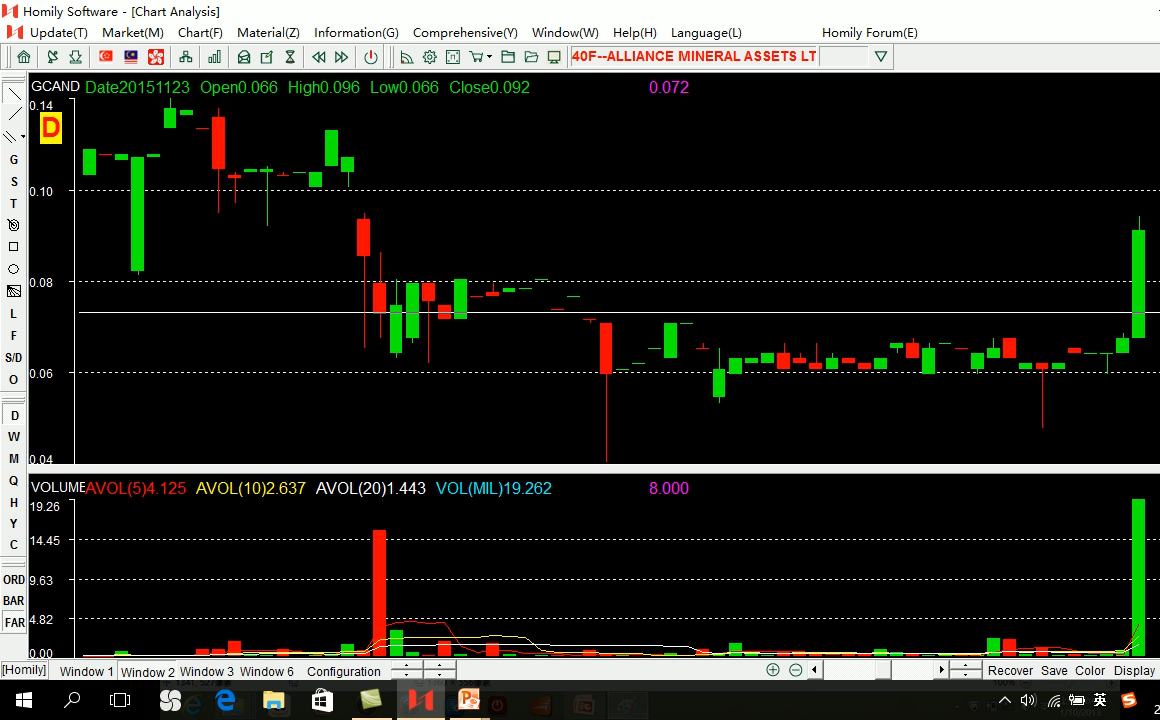 Homily Software - [Chart Analysis]
Update(T) Market(M) Chart(F) Material(Z) Information(G) Comprehensive(Y) Window(W) Help(H) Language(L) Homily Forum(E)
40F--ALLIANCE MINERAL ASSETS LT
GCAND Date20151123 Open0.066 High0.096 Low0.066 Close0.092 0.072
0.14
D
0.10
0.08
0.06
0.04
G
S
T
L
F
S/D
O
D
W
M
Q
H
Y
C
ORD
BAR
FAR
VOLUME AVOL(5)4.125 AVOL(10)2.637 AVOL(20)1.443 VOL(MIL)19.262 8.000
19.26
14.45
9.63
4.82
0.00
[Homily] Window 1 Window 2 Window 3 Window 6 Configuration Recover Save Color Display
英
2